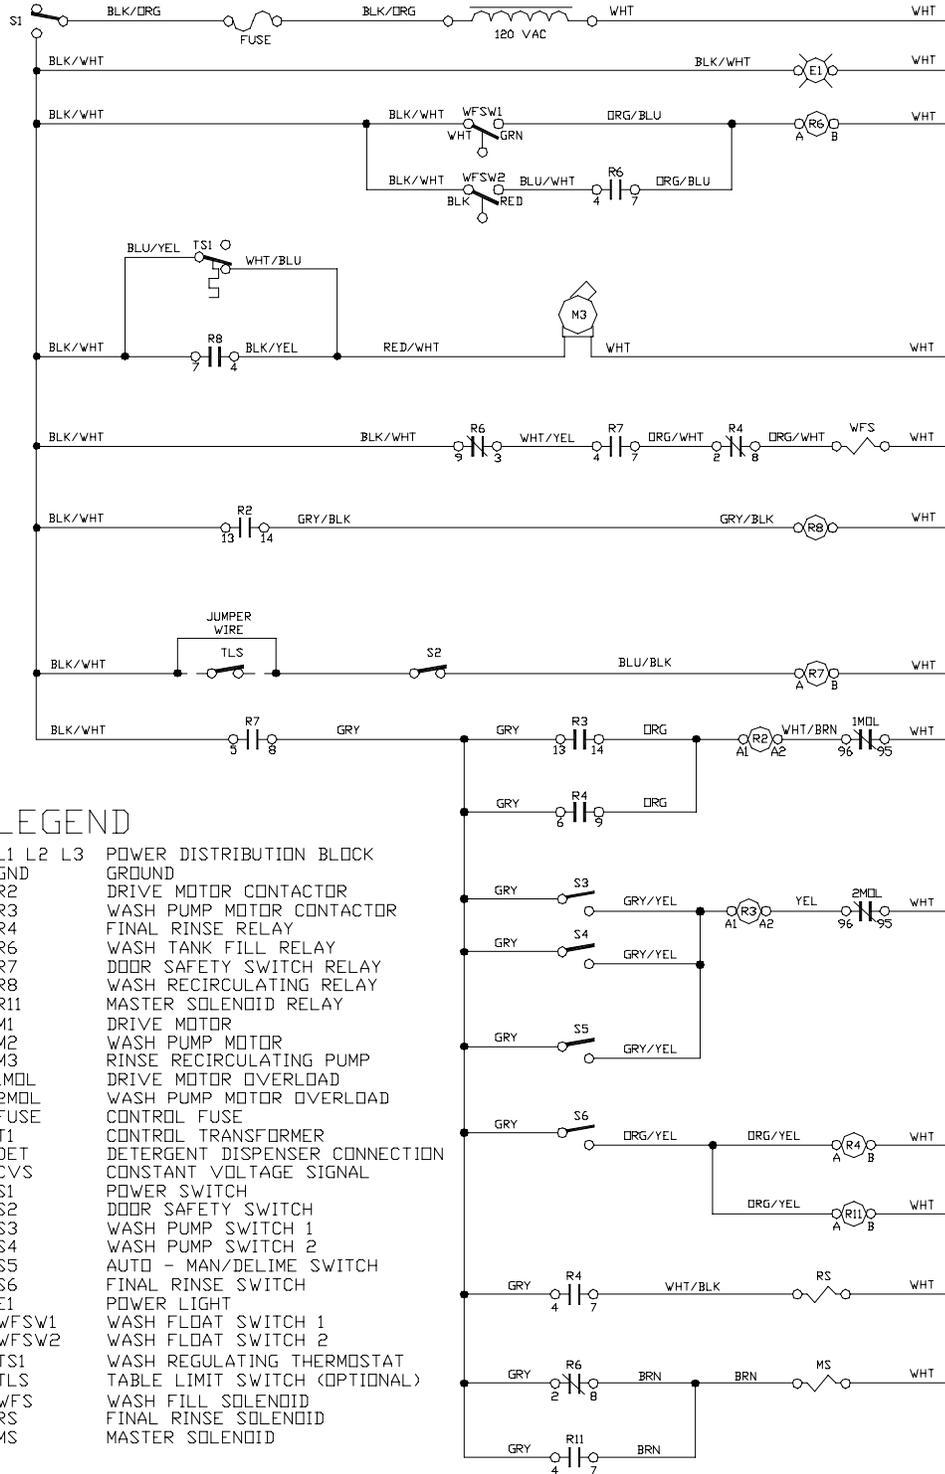 S1 BLK/ORG BLK/ORG WHT WHT
FUSE 120 VAC
BLK/WHT BLK/WHT E1 WHT
BLK/WHT BLK/WHT WFSW1 ORG/BLU R6 WHT
WHT GRN A B
BLK/WHT WFSW2 BLU/WHT R6 ORG/BLU
BLK RED 4 7
BLU/YEL TS1 WHT/BLU
M3
BLK/WHT R8 BLK/YEL RED/WHT WHT WHT
7 4
BLK/WHT BLK/WHT R6 WHT/YEL R7 ORG/WHT R4 ORG/WHT WFS WHT
9 3 4 7 2 8
BLK/WHT R2 GRY/BLK GRY/BLK R8 WHT
13 14
JUMPER
WIRE
BLK/WHT TLS S2 BLU/BLK R7 WHT
A B
BLK/WHT R7 GRY GRY R3 ORG R2 WHT/BRN 1MOL WHT
5 8 13 14 A1 A2 96 95
GRY R4 ORG
6 9
GRY S3 GRY/YEL R3 YEL 2MOL WHT
A1 A2 96 95
GRY S4 GRY/YEL
GRY S5 GRY/YEL
GRY S6 ORG/YEL ORG/YEL R4 WHT
A B
ORG/YEL R11 WHT
A B
GRY R4 WHT/BLK RS WHT
4 7
GRY R6 BRN BRN MS WHT
2 8
GRY R11 BRN
4 7
LEGEND
L1 L2 L3 POWER DISTRIBUTION BLOCK
GND GROUND
R2 DRIVE MOTOR CONTACTOR
R3 WASH PUMP MOTOR CONTACTOR
R4 FINAL RINSE RELAY
R6 WASH TANK FILL RELAY
R7 DOOR SAFETY SWITCH RELAY
R8 WASH RECIRCULATING RELAY
R11 MASTER SOLENOID RELAY
M1 DRIVE MOTOR
M2 WASH PUMP MOTOR
M3 RINSE RECIRCULATING PUMP
1MOL DRIVE MOTOR OVERLOAD
2MOL WASH PUMP MOTOR OVERLOAD
FUSE CONTROL FUSE
T1 CONTROL TRANSFORMER
DET DETERGENT DISPENSER CONNECTION
CVS CONSTANT VOLTAGE SIGNAL
S1 POWER SWITCH
S2 DOOR SAFETY SWITCH
S3 WASH PUMP SWITCH 1
S4 WASH PUMP SWITCH 2
S5 AUTO - MAN/DELIME SWITCH
S6 FINAL RINSE SWITCH
E1 POWER LIGHT
WFSW1 WASH FLOAT SWITCH 1
WFSW2 WASH FLOAT SWITCH 2
TS1 WASH REGULATING THERMOSTAT
TLS TABLE LIMIT SWITCH (OPTIONAL)
WFS WASH FILL SOLENOID
RS FINAL RINSE SOLENOID
MS MASTER SOLENOID